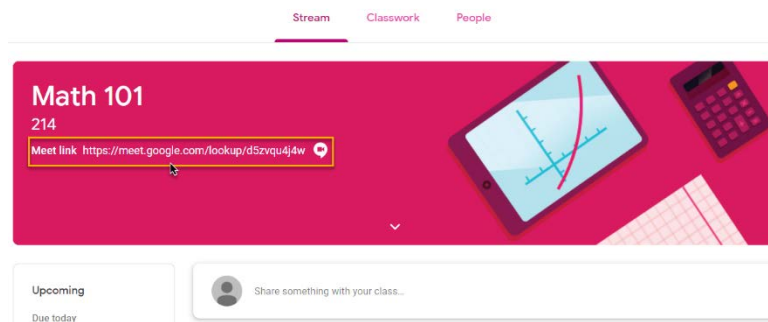 Stream Classwork People
Math 101
214
Meet link https://meet.google.com/lookup/d5zvqu4j4w
Upcoming
Share something with your class...
Due today